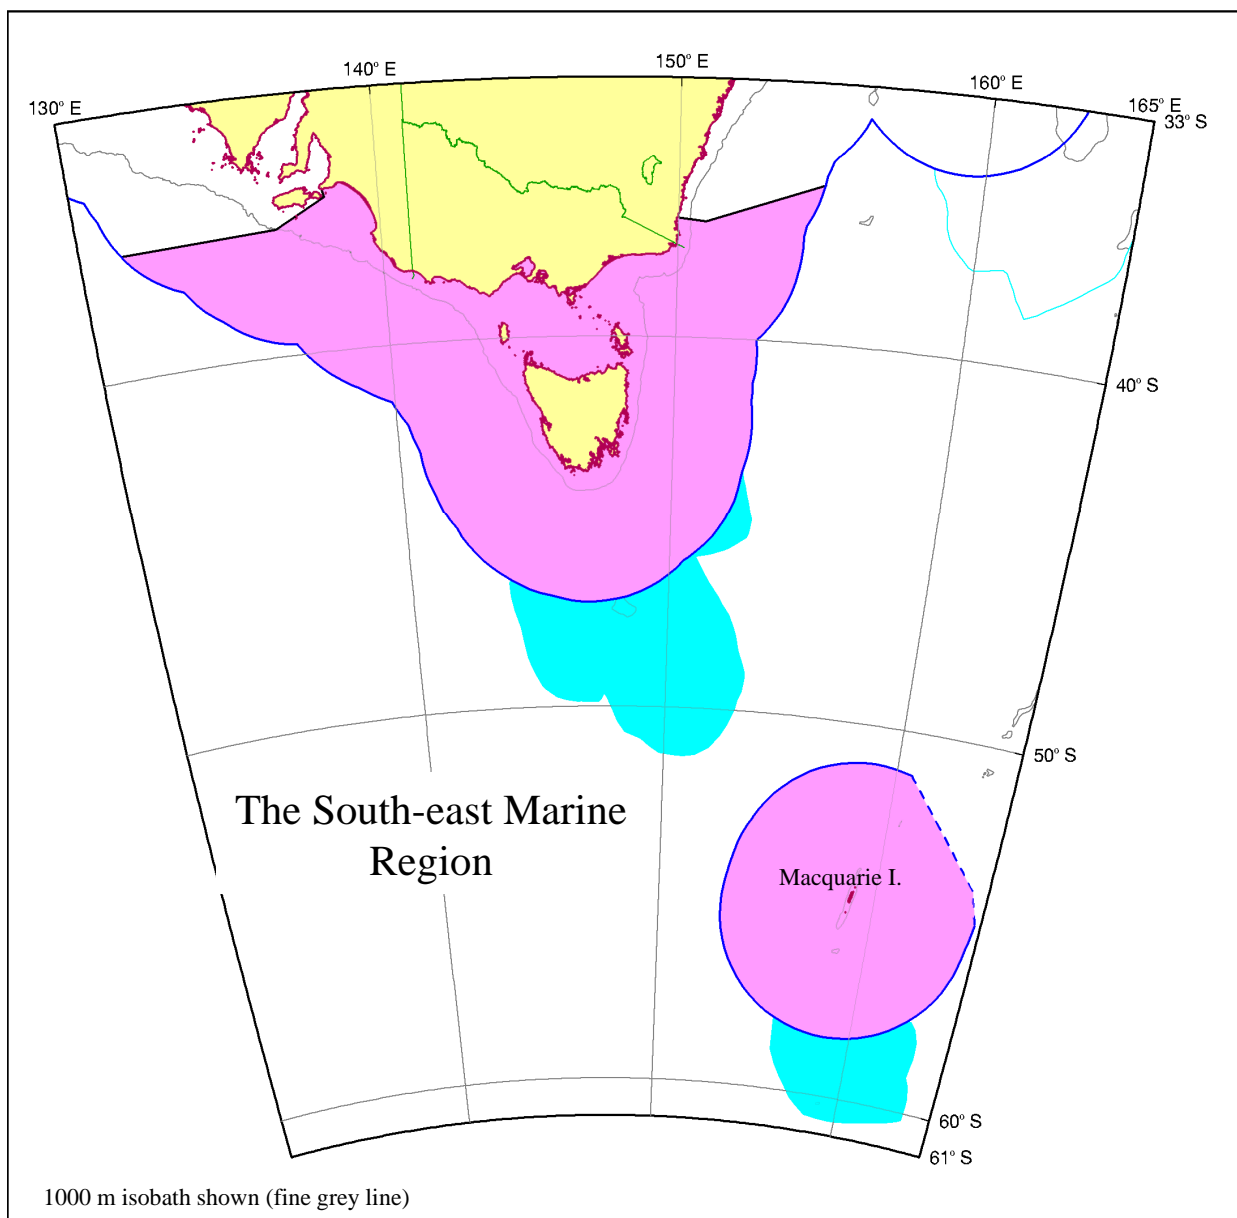 130° E
140° E
150° E
160° E
165° E
33° S
40° S
50° S
The South-east Marine
Region
Macquarie I.
60° S
61° S
1000 m isobath shown (fine grey line)